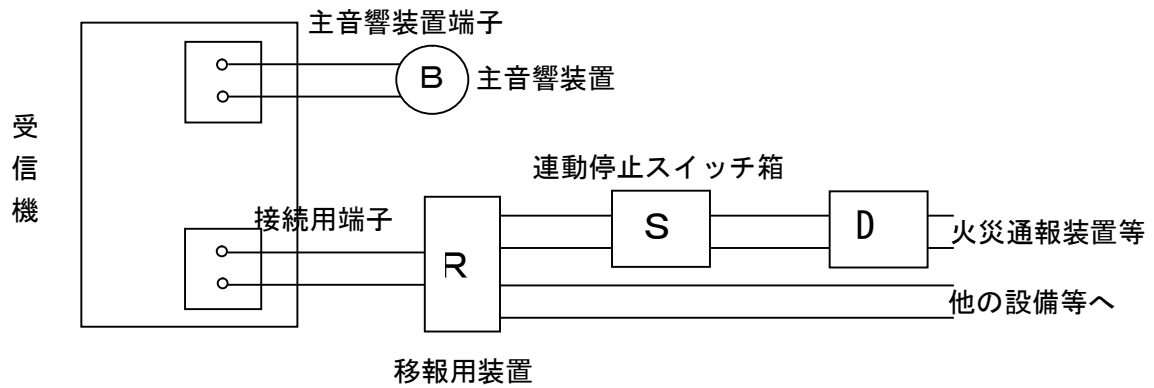 主音響装置端子
B
主音響装置
受信機
連動停止スイッチ箱
接続用端子
R
S
D
火災通報装置等
他の設備等へ
移報用装置